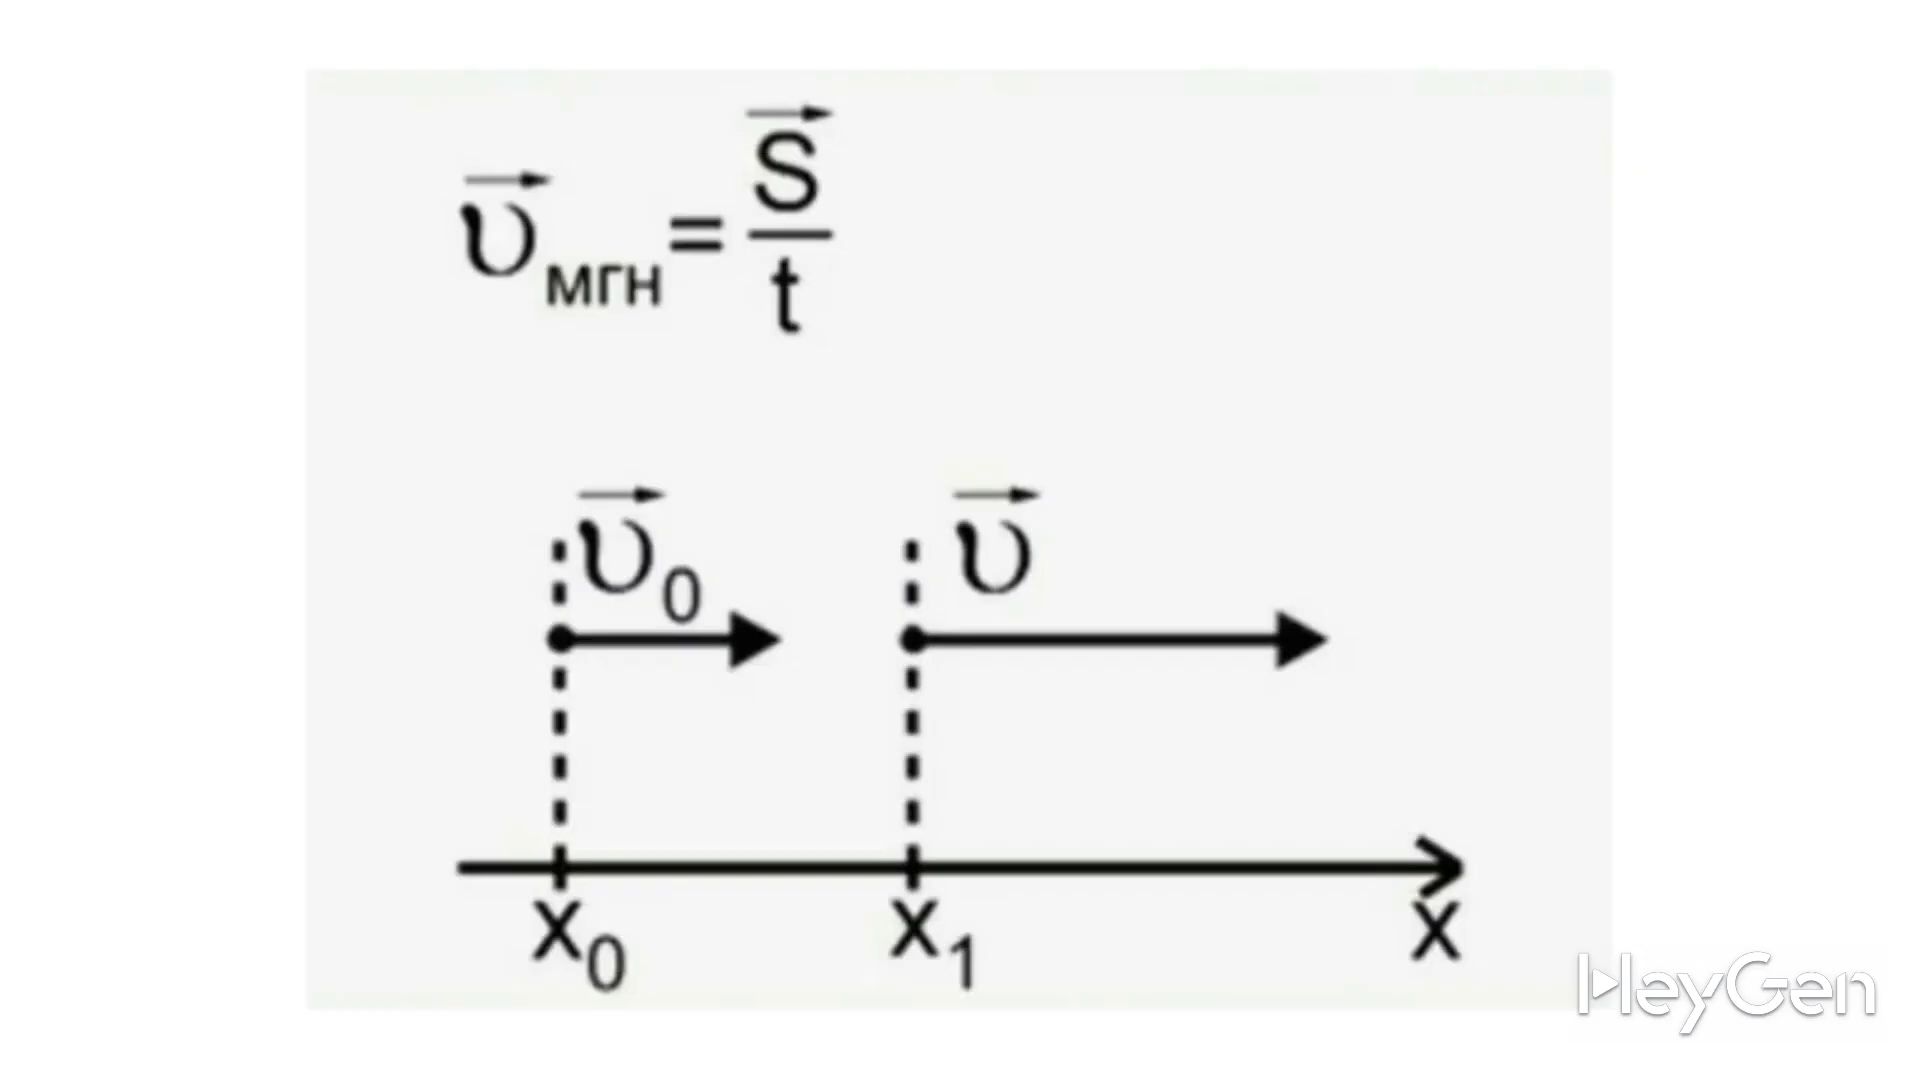 υ⃗мгн = S⃗/t
υ⃗₀ υ⃗
x₀ x₁ x
HeyGen